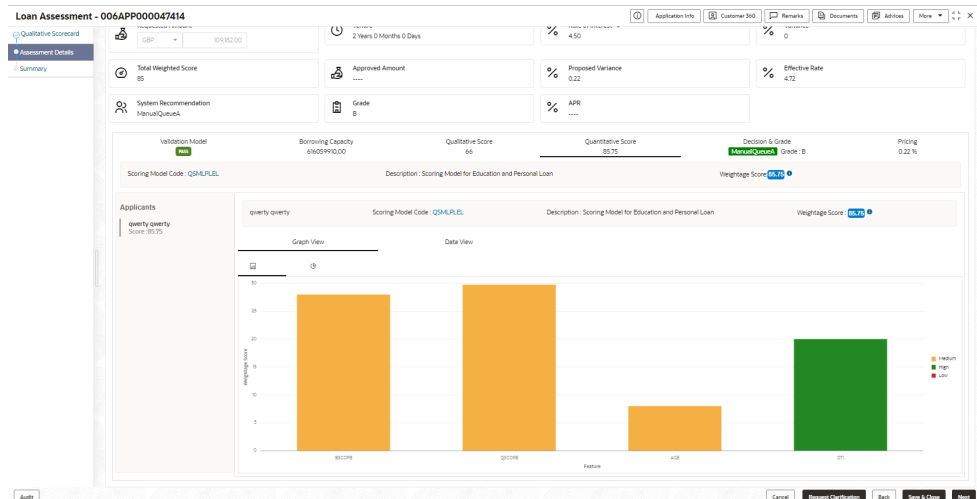 Loan Assessment - 006APP000047414
Application Info
Customer 360
Remarks
Documents
Advices
More
Qualitative Scorecard
Assessment Details
Summary
GBP
109,182.00
2 Years 0 Months 0 Days
4.50
0
Total Weighted Score
85
Approved Amount
----
Proposed Variance
0.22
Effective Rate
4.72
System Recommendation
ManualQueueA
Grade
B
APR
----
Validation Model
PASS
Borrowing Capacity
616059910.00
Qualitative Score
66
Quantitative Score
85.75
Decision & Grade
ManualQueueA Grade : B
Pricing
0.22 %
Scoring Model Code : QSMLPLEL
Description : Scoring Model for Education and Personal Loan
Weightage Score: 85.75
Applicants
qwerty qwerty
Score :85.75
qwerty qwerty
Scoring Model Code : QSMLPLEL
Description : Scoring Model for Education and Personal Loan
Weightage Score : 85.75
Graph View
Data View
30
25
20
15
10
5
0
Weightage Score
BSCORE
QSCORE
AGE
DTI
Feature
Medium
High
Low
Audit
Cancel
Request Clarification
Back
Save & Close
Next